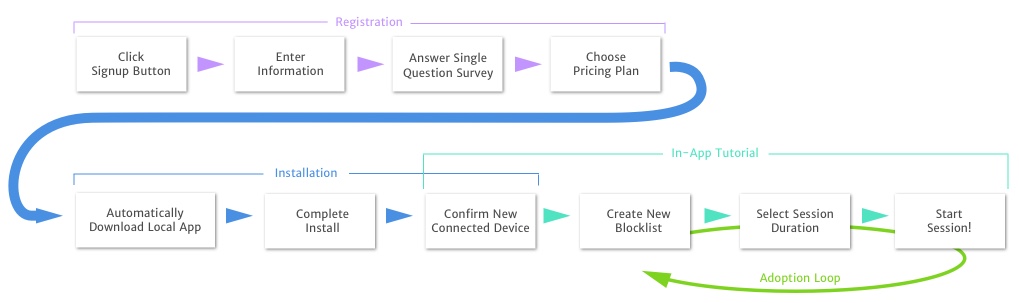 Registration
Click
Signup Button
Enter
Information
Answer Single
Question Survey
Choose
Pricing Plan
In-App Tutorial
Installation
Automatically
Download Local App
Complete
Install
Confirm New
Connected Device
Create New
Blocklist
Select Session
Duration
Start
Session!
Adoption Loop